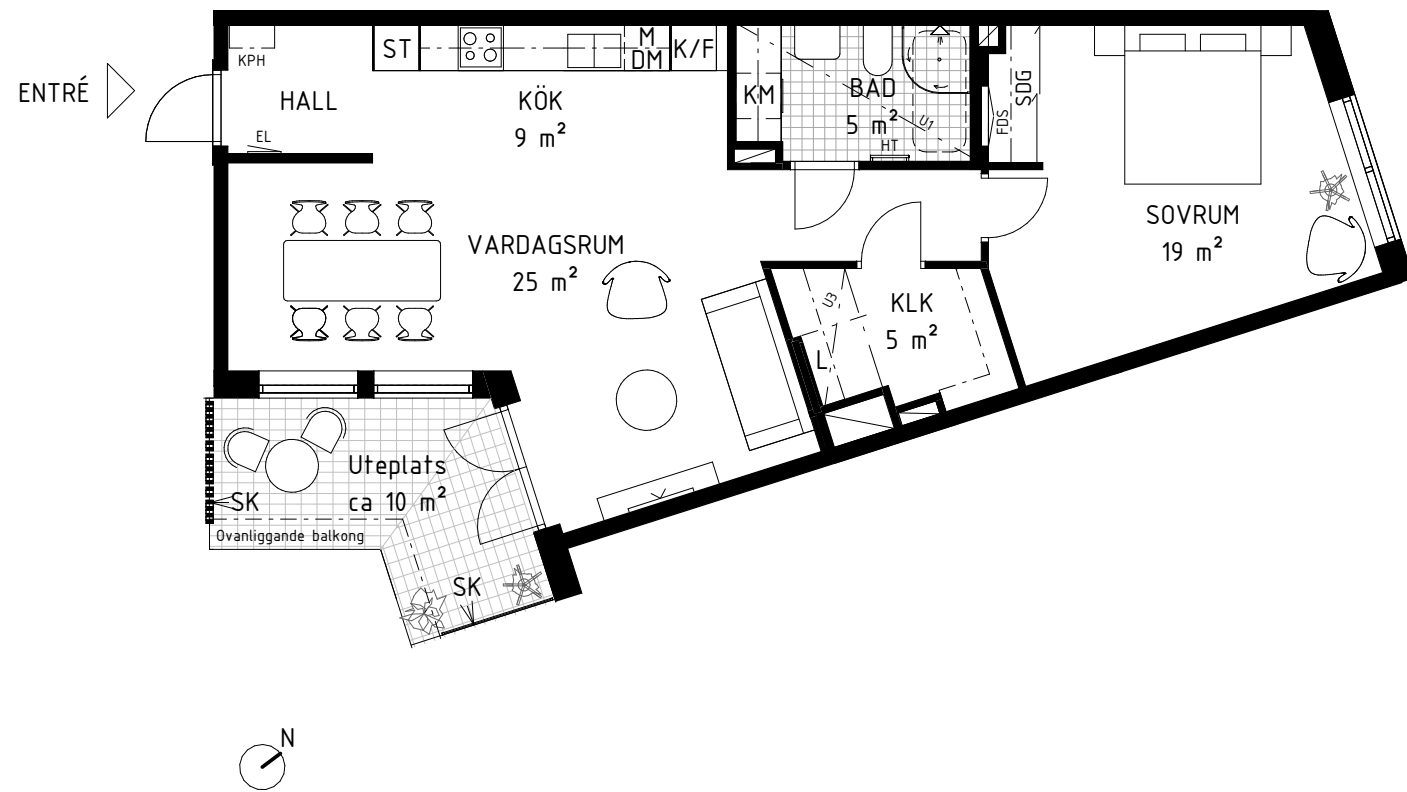 ENTRÉ
KPH
HALL
EL
ST
M
DM
K/F
KÖK
9 m²
KM
BAD
5 m²
U1
HT
FDS
SDG
SOVRUM
19 m²
VARDAGSRUM
25 m²
U3
L
KLK
5 m²
Uteplats
ca 10 m²
SK
Ovanliggande balkong
SK
N